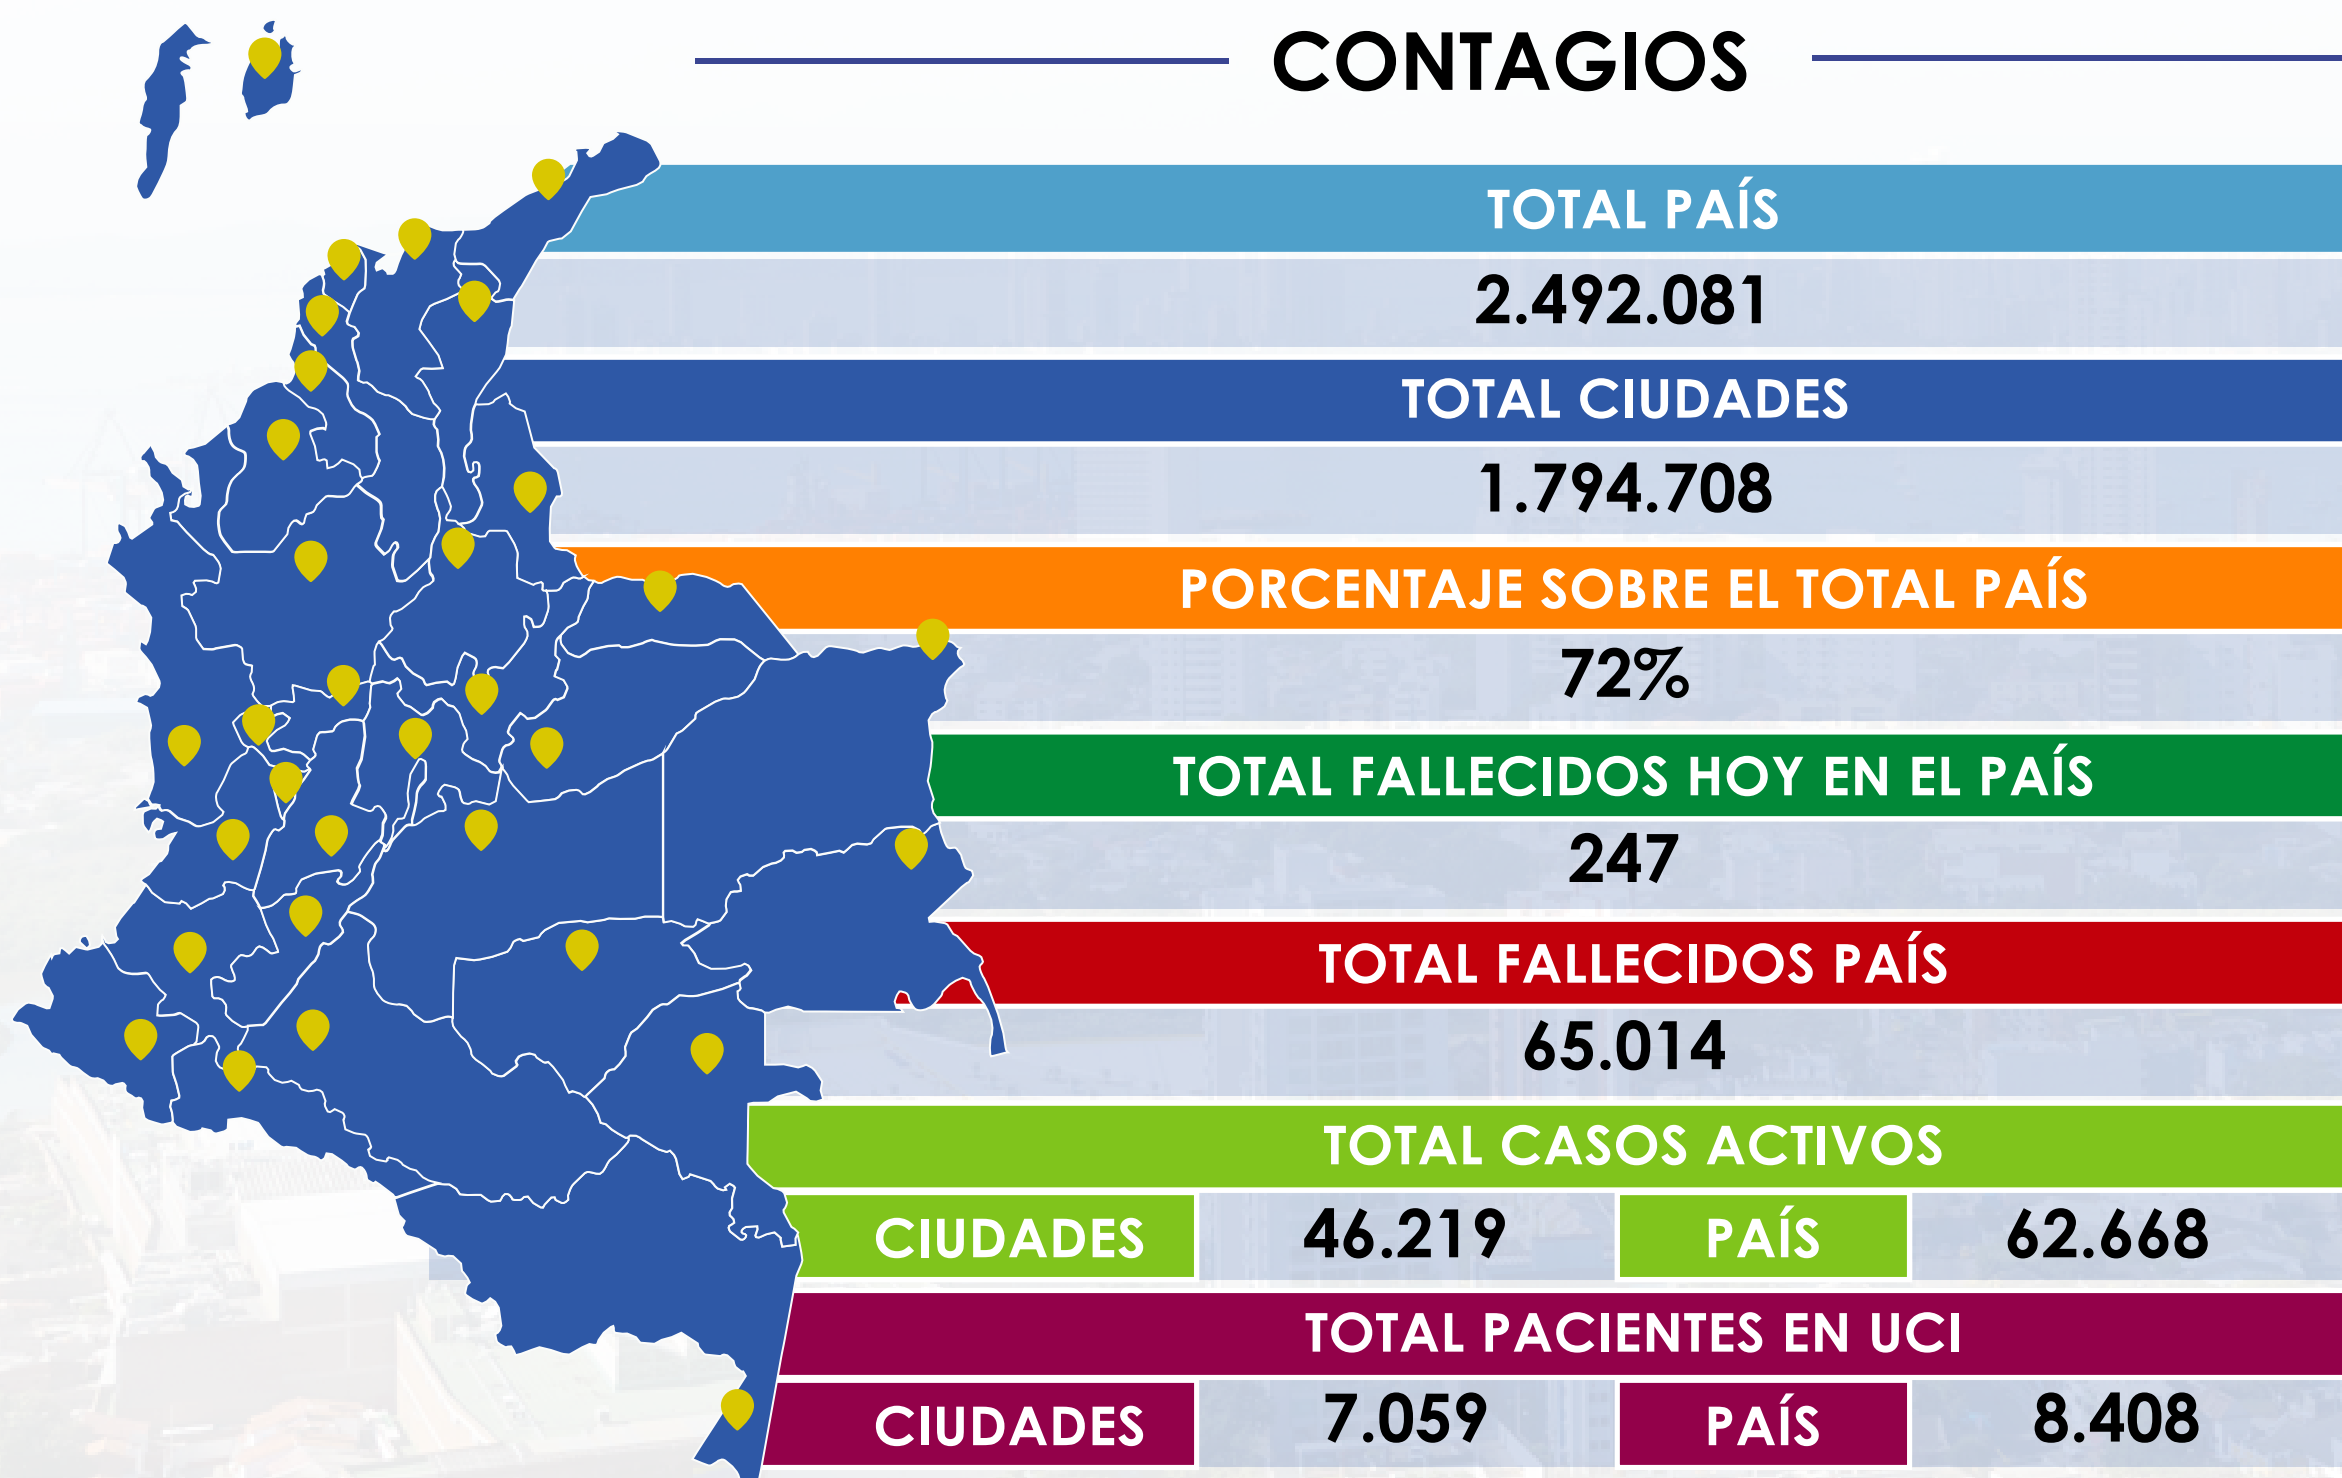 CONTAGIOS
TOTAL PAÍS
2.492.081
TOTAL CIUDADES
1.794.708
PORCENTAJE SOBRE EL TOTAL PAÍS
72%
TOTAL FALLECIDOS HOY EN EL PAÍS
247
TOTAL FALLECIDOS PAÍS
65.014
TOTAL CASOS ACTIVOS
CIUDADES 46.219 PAÍS 62.668
TOTAL PACIENTES EN UCI
CIUDADES 7.059 PAÍS 8.408